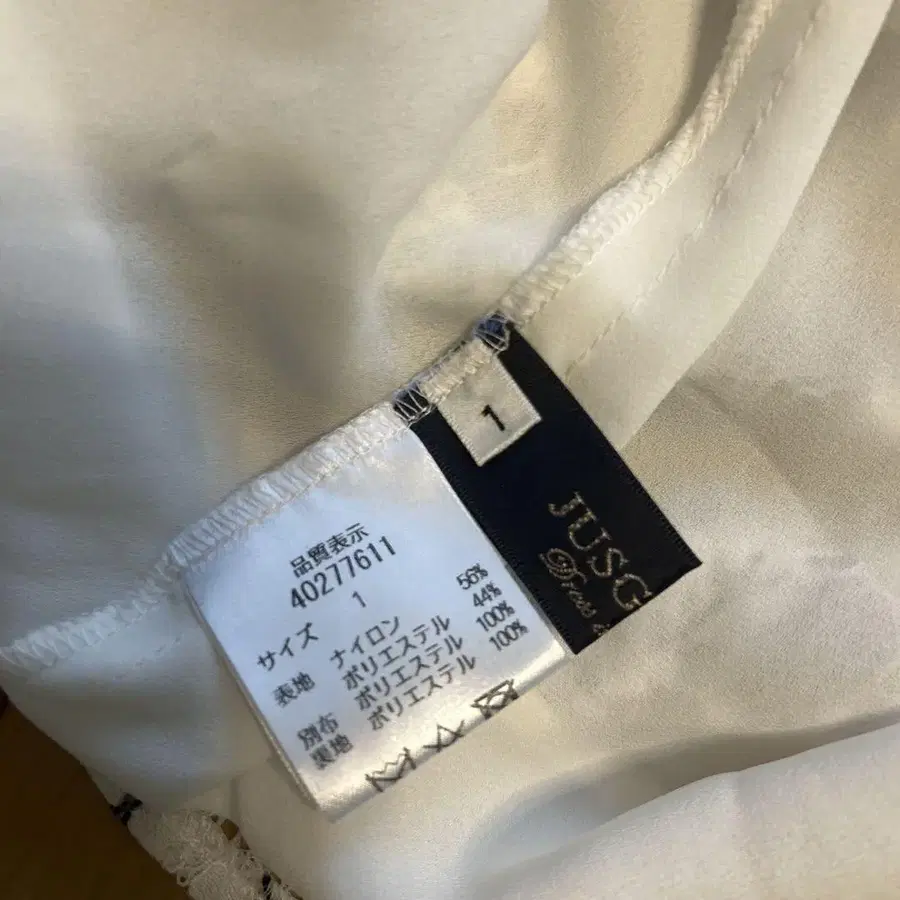 1
JUSG
Dress
品質表示
40277611
サイズ 1
表地 ナイロン 56%
ポリエステル 44%
別布 ポリエステル 100%
裏地 ポリエステル 100%